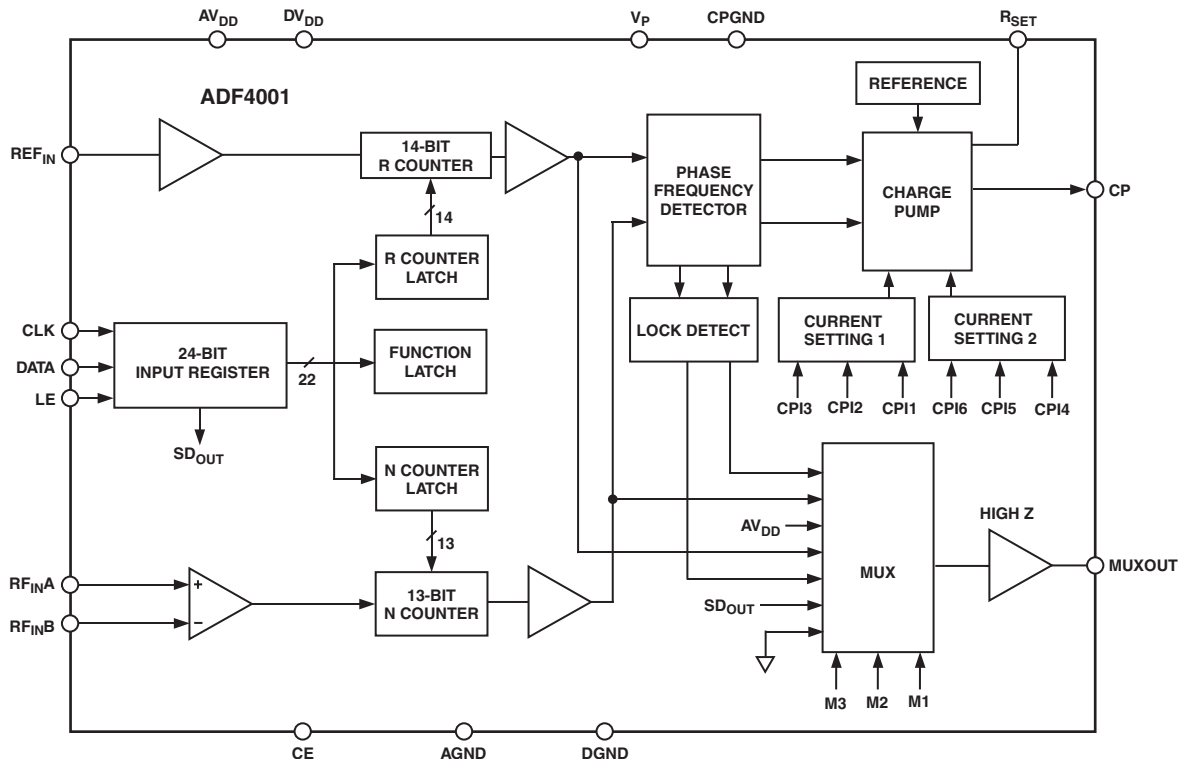 AVDD
DVDD
VP
CPGND
RSET
ADF4001
REFERENCE
REFIN
14-BIT
R COUNTER
PHASE
FREQUENCY
DETECTOR
CHARGE
PUMP
CP
14
R COUNTER
LATCH
CLK
DATA
LE
24-BIT
INPUT REGISTER
22
FUNCTION
LATCH
LOCK DETECT
CURRENT
SETTING 1
CURRENT
SETTING 2
CPI3
CPI2
CPI1
CPI6
CPI5
CPI4
SDOUT
N COUNTER
LATCH
13
AVDD
HIGH Z
MUX
MUXOUT
RFINA
RFINB
+
−
13-BIT
N COUNTER
SDOUT
M3
M2
M1
CE
AGND
DGND